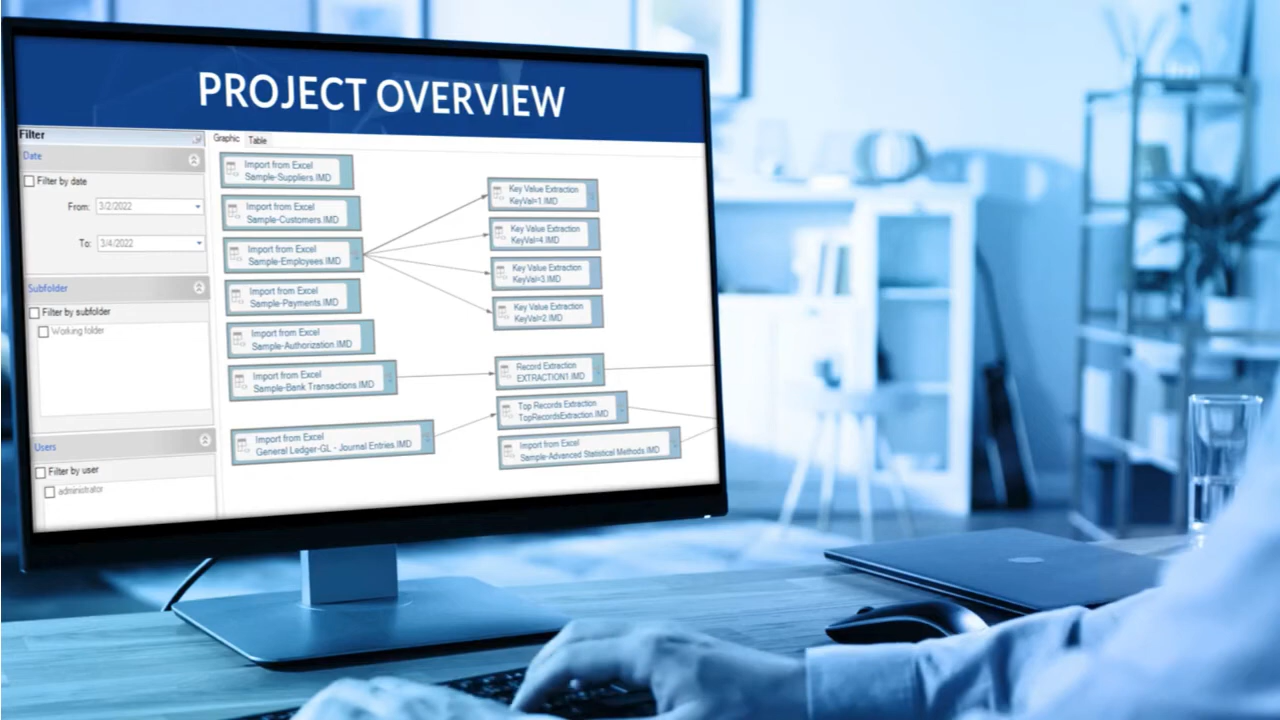 PROJECT OVERVIEW
Filter
Date
Filter by date
From: 3/2/2022
To: 3/4/2022
Subfolder
Filter by subfolder
Working folder
Users
Filter by user
administrator
Graphic Table
Import from Excel
Sample-Suppliers.IMD
Import from Excel
Sample-Customers.IMD
Import from Excel
Sample-Employees.IMD
Import from Excel
Sample-Payments.IMD
Import from Excel
Sample-Authorization.IMD
Import from Excel
Sample-Bank Transactions.IMD
Import from Excel
General Ledger-GL - Journal Entries.IMD
Key Value Extraction
KeyVal=1.IMD
Key Value Extraction
KeyVal=4.IMD
Key Value Extraction
KeyVal=3.IMD
Key Value Extraction
KeyVal=2.IMD
Record Extraction
EXTRACTION1.IMD
Top Records Extraction
TopRecordsExtraction.IMD
Import from Excel
Sample-Advanced Statistical Methods.IMD